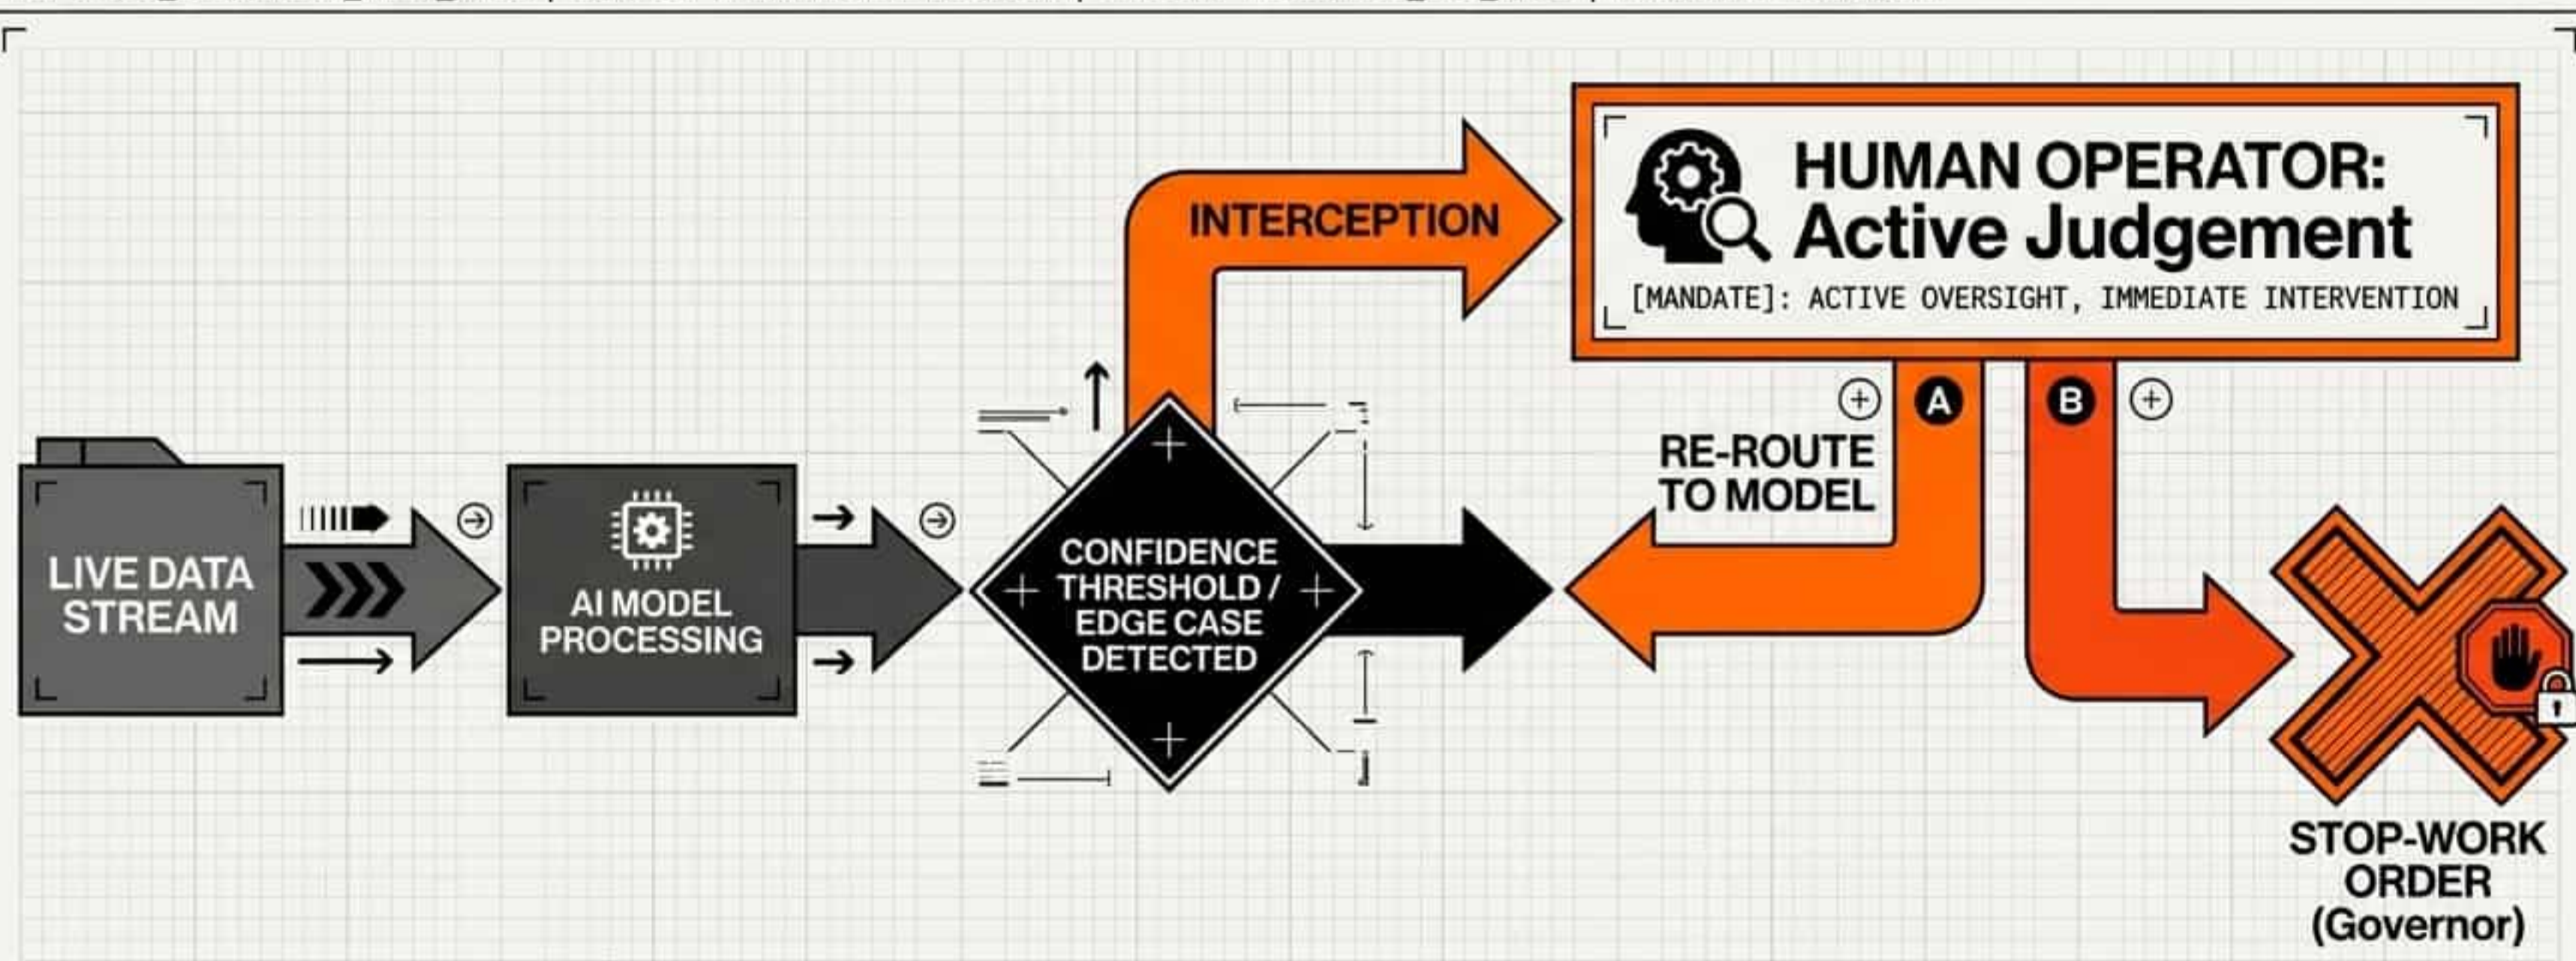 LIVE DATA
STREAM
AI MODEL
PROCESSING
CONFIDENCE
THRESHOLD /
EDGE CASE
DETECTED
INTERCEPTION
HUMAN OPERATOR:
Active Judgement
[MANDATE]: ACTIVE OVERSIGHT, IMMEDIATE INTERVENTION
A
B
RE-ROUTE
TO MODEL
STOP-WORK
ORDER
(Governor)